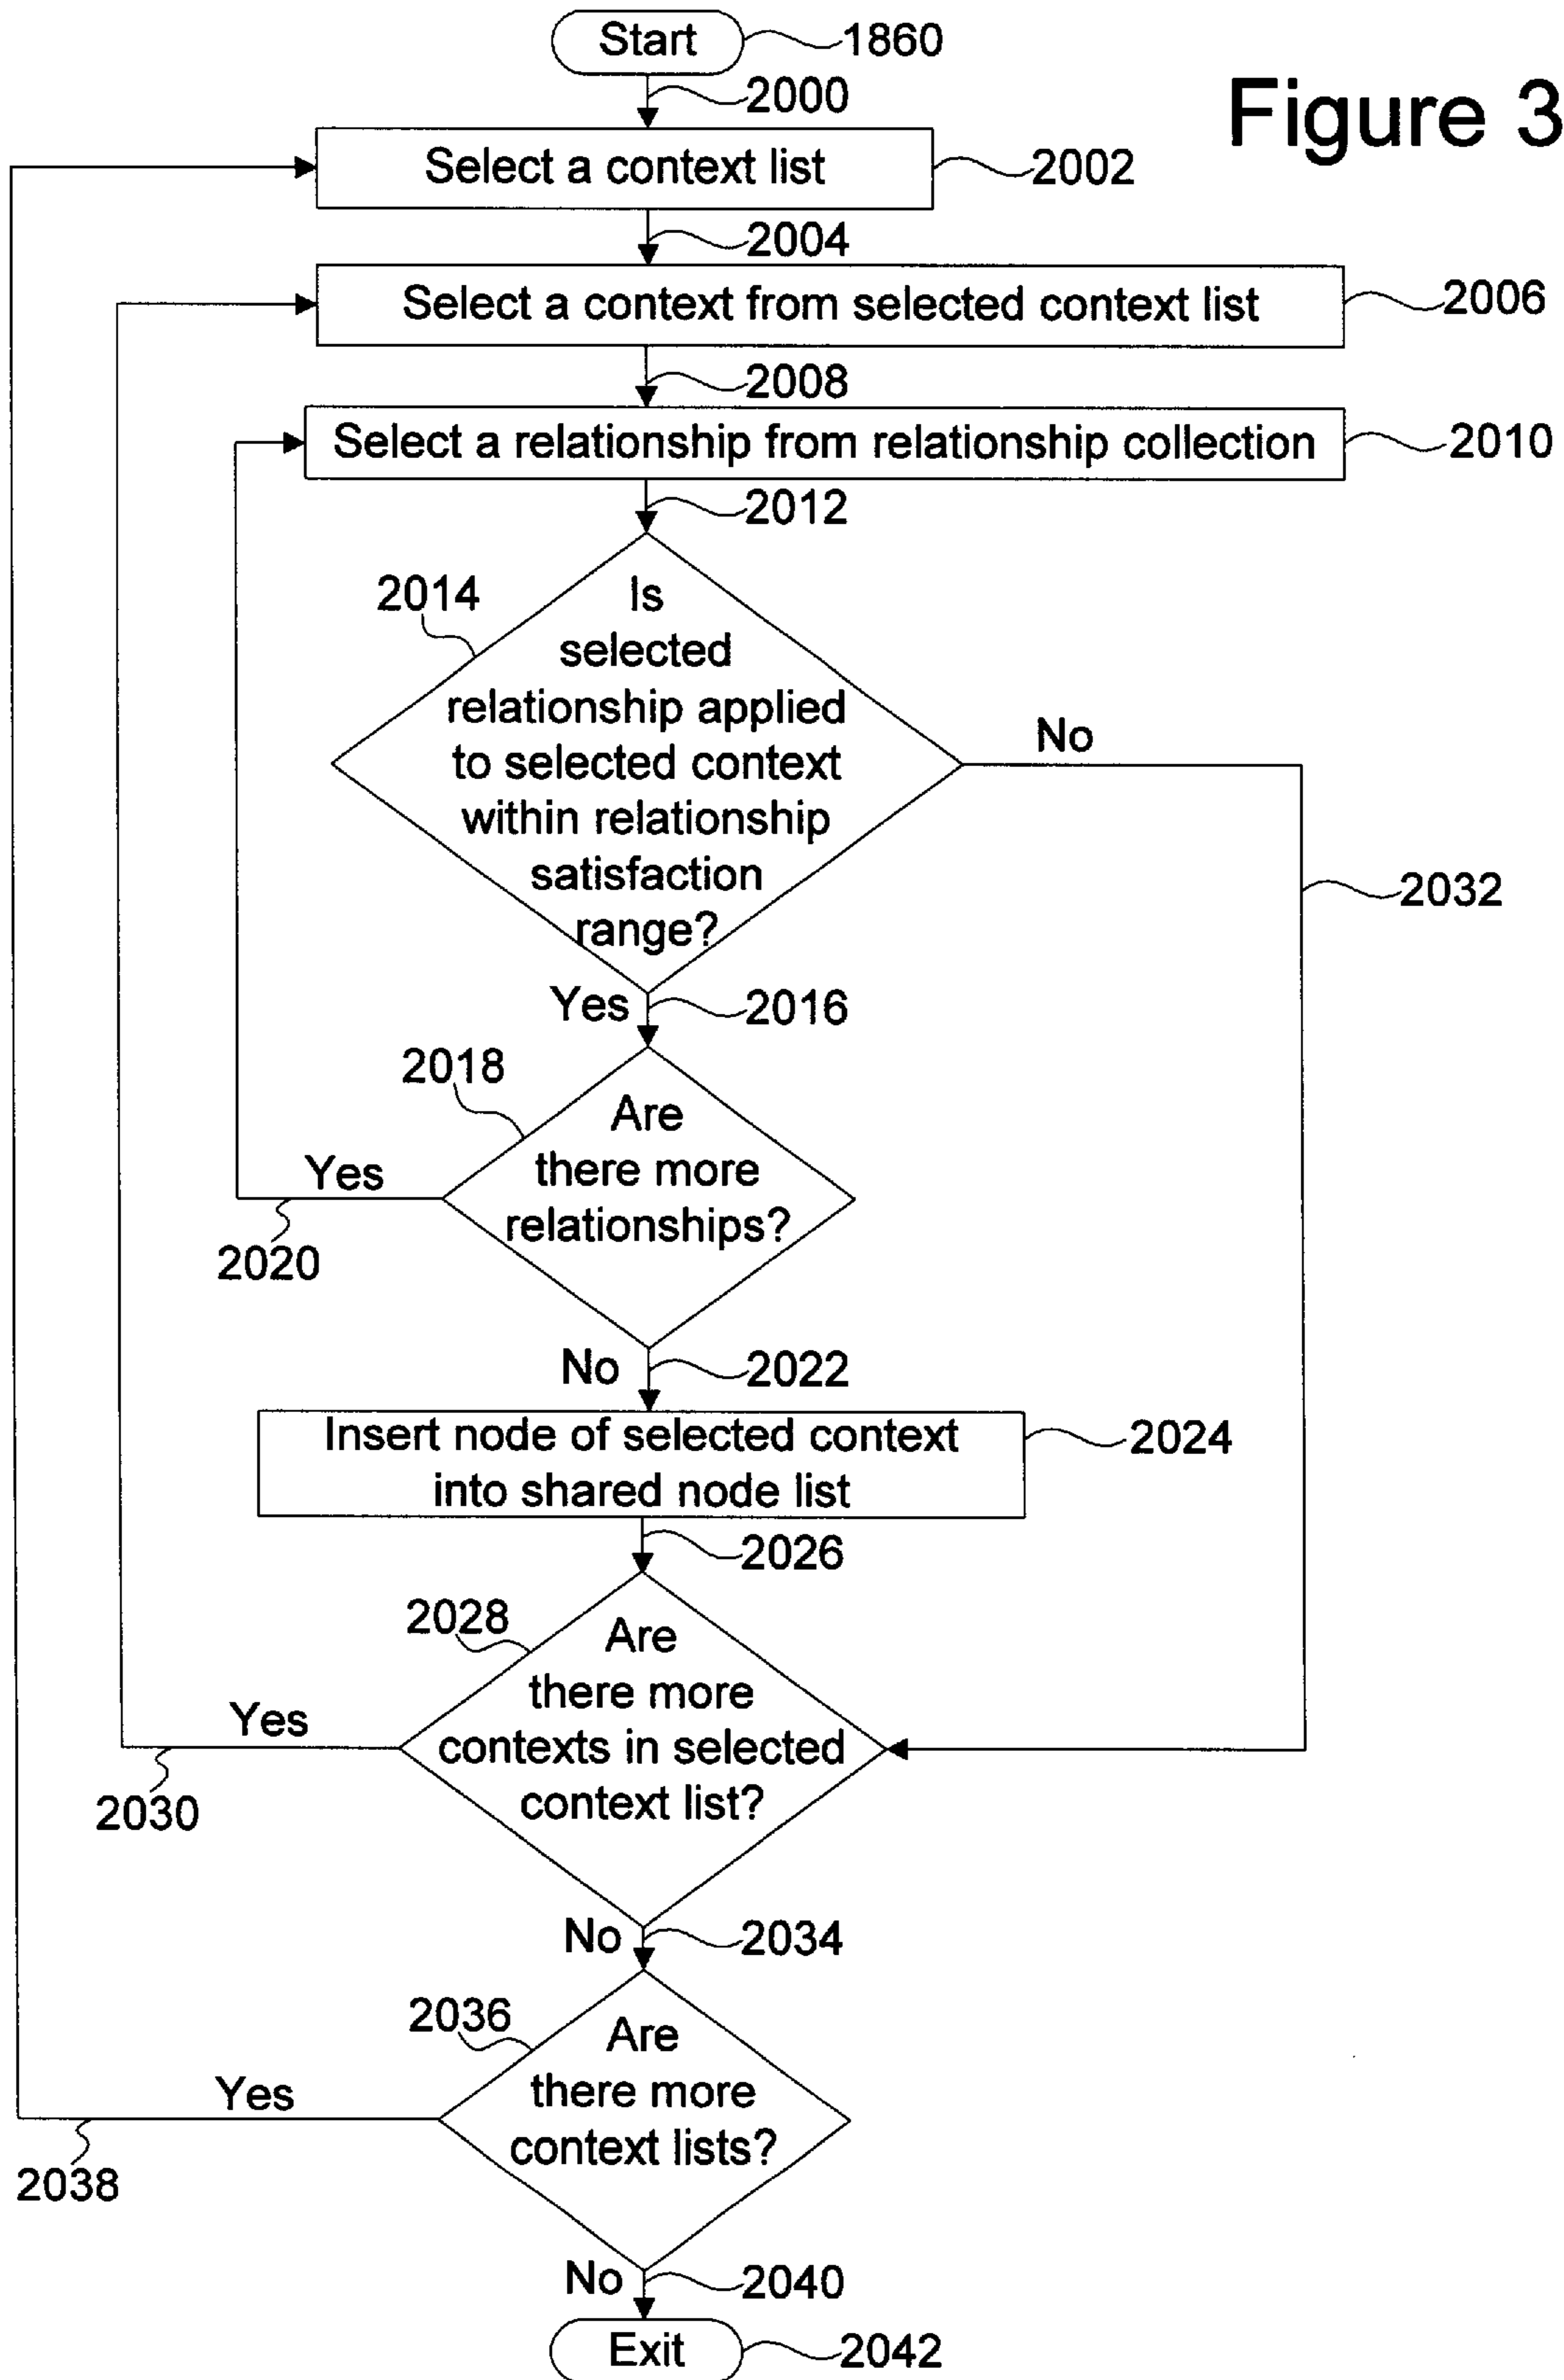 Start
1860
2000
Figure 3
Select a context list
2002
2004
Select a context from selected context list
2006
2008
Select a relationship from relationship collection
2010
2012
2014
Is
selected
relationship applied
to selected context
within relationship
satisfaction
range?
No
2032
Yes
2016
2018
Are
there more
relationships?
Yes
2020
No
2022
Insert node of selected context
into shared node list
2024
2026
2028
Are
there more
contexts in selected
context list?
Yes
2030
No
2034
2036
Are
there more
context lists?
Yes
2038
No
2040
Exit
2042